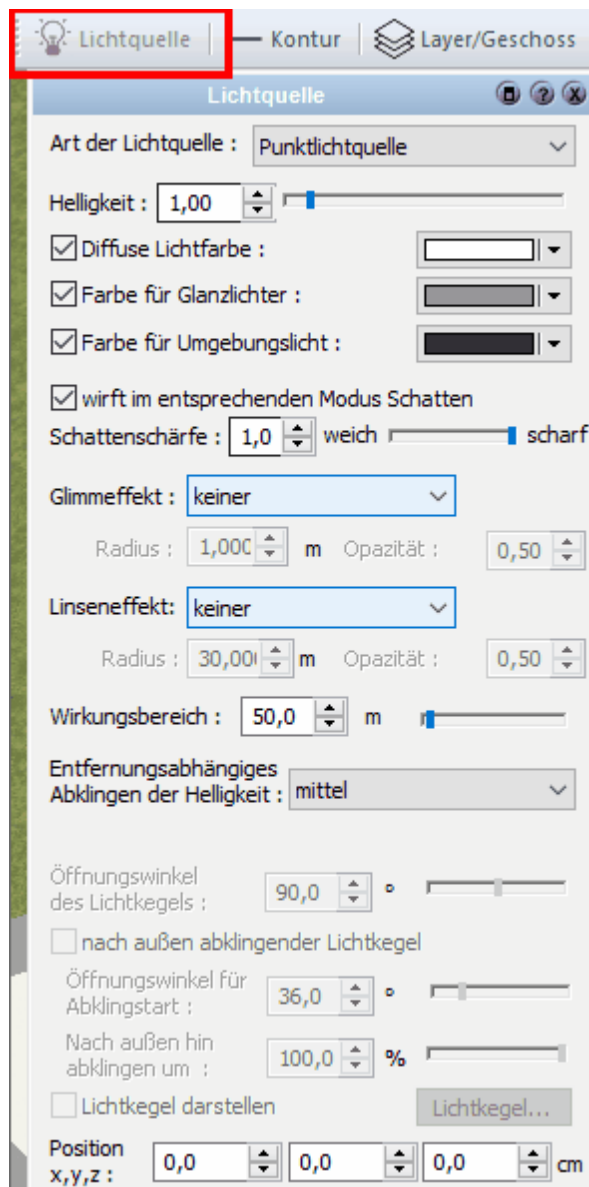 Lichtquelle Kontur Layer/Geschoss
Lichtquelle
Art der Lichtquelle : Punktlichtquelle
Helligkeit : 1,00
Diffuse Lichtfarbe :
Farbe für Glanzlichter :
Farbe für Umgebungslicht :
wirft im entsprechenden Modus Schatten
Schattenschärfe : 1,0 weich scharf
Glimmeffekt : keiner
Radius : 1,000 m Opazität : 0,50
Linseneffekt: keiner
Radius : 30,00 m Opazität : 0,50
Wirkungsbereich : 50,0 m
Entfernungsabhängiges
Abklingen der Helligkeit : mittel
Öffnungswinkel
des Lichtkegels : 90,0 °
nach außen abklingender Lichtkegel
Öffnungswinkel für
Abklingstart : 36,0 °
Nach außen hin
abklingen um : 100,0 %
Lichtkegel darstellen Lichtkegel...
Position
x,y,z : 0,0 0,0 0,0 cm